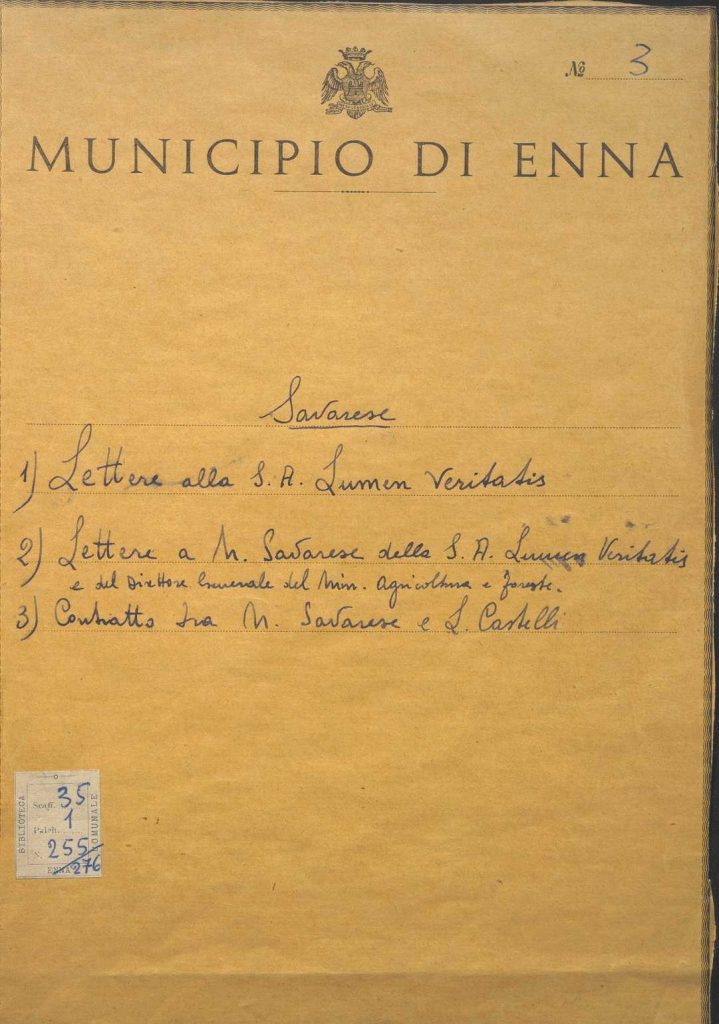 № 3
MUNICIPIO DI ENNA
Savarese
1) Lettere alla S. A. Lumen Veritatis
2) Lettere a N. Savarese della S. A. Lumen Veritatis
e del Direttore Generale del Min. Agricoltura e Foreste.
3) Contratto tra N. Savarese e L. Castelli
BIBLIOTECA
Scaff. 35
Palch. 1
N. 255
276
ENNA
COMUNALE